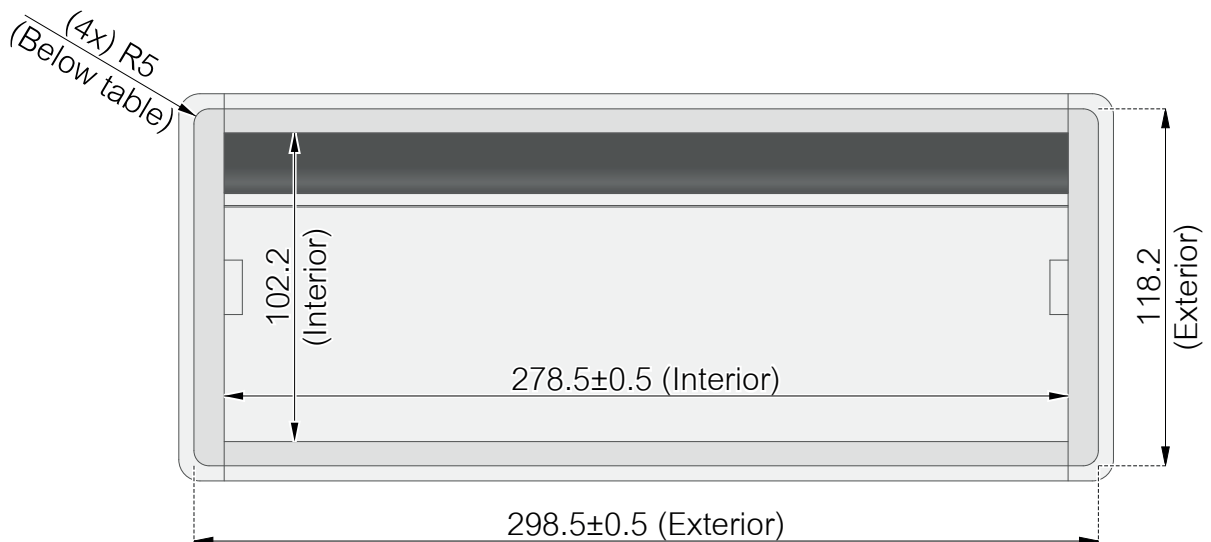 (4x) R5
(Below table)
102.2
(Interior)
118.2
(Exterior)
278.5±0.5 (Interior)
298.5±0.5 (Exterior)